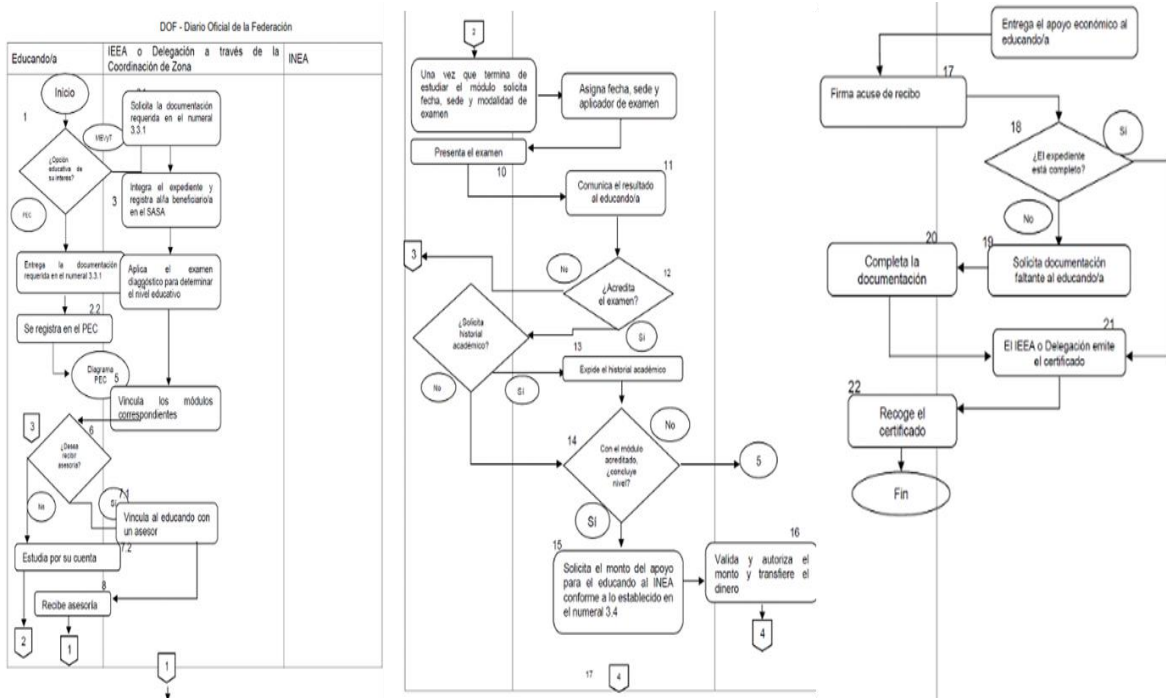 DOF - Diario Oficial de la Federación
Educando/a
IEEA o Delegación a través de la
Coordinación de Zona
INEA
Inicio
1
¿Opción
educativa de
su interés?
MEVyT
PEC
Solicita la documentación
requerida en el numeral
3.3.1
3
Integra el expediente y
registra al/la beneficiario/a
en el SASA
Entrega la documentación
requerida en el numeral 3.3.1
Aplica el examen
diagnóstico para determinar
el nivel educativo
2.2
Se registra en el PEC
Diagrama
PEC
5
Vincula los módulos
correspondientes
3
6
¿Desea
recibir
asesoría?
No
Sí
7.1
Vincula al educando con
un asesor
7.2
Estudia por su cuenta
8
Recibe asesoría
2
1
1
2
Una vez que termina de
estudiar el módulo solicita
fecha, sede y modalidad de
examen
Asigna fecha, sede y
aplicador de examen
Presenta el examen
10
11
Comunica el resultado
al educando/a
3
No
12
¿Acredita
el examen?
Sí
¿Solicita
historial
académico?
13
Expide el historial académico
No
Sí
No
14
Con el módulo
acreditado,
¿concluye
nivel?
5
Sí
15
Solicita el monto del apoyo
para el educando al INEA
conforme a lo establecido en
el numeral 3.4
16
Valida y autoriza el
monto y transfiere el
dinero
4
17
4
Entrega el apoyo económico al
educando/a
17
Firma acuse de recibo
18
¿El expediente
está completo?
Sí
No
20
Completa la
documentación
19
Solicita documentación
faltante al educando/a
21
El IEEA o Delegación emite
el certificado
22
Recoge el
certificado
Fin